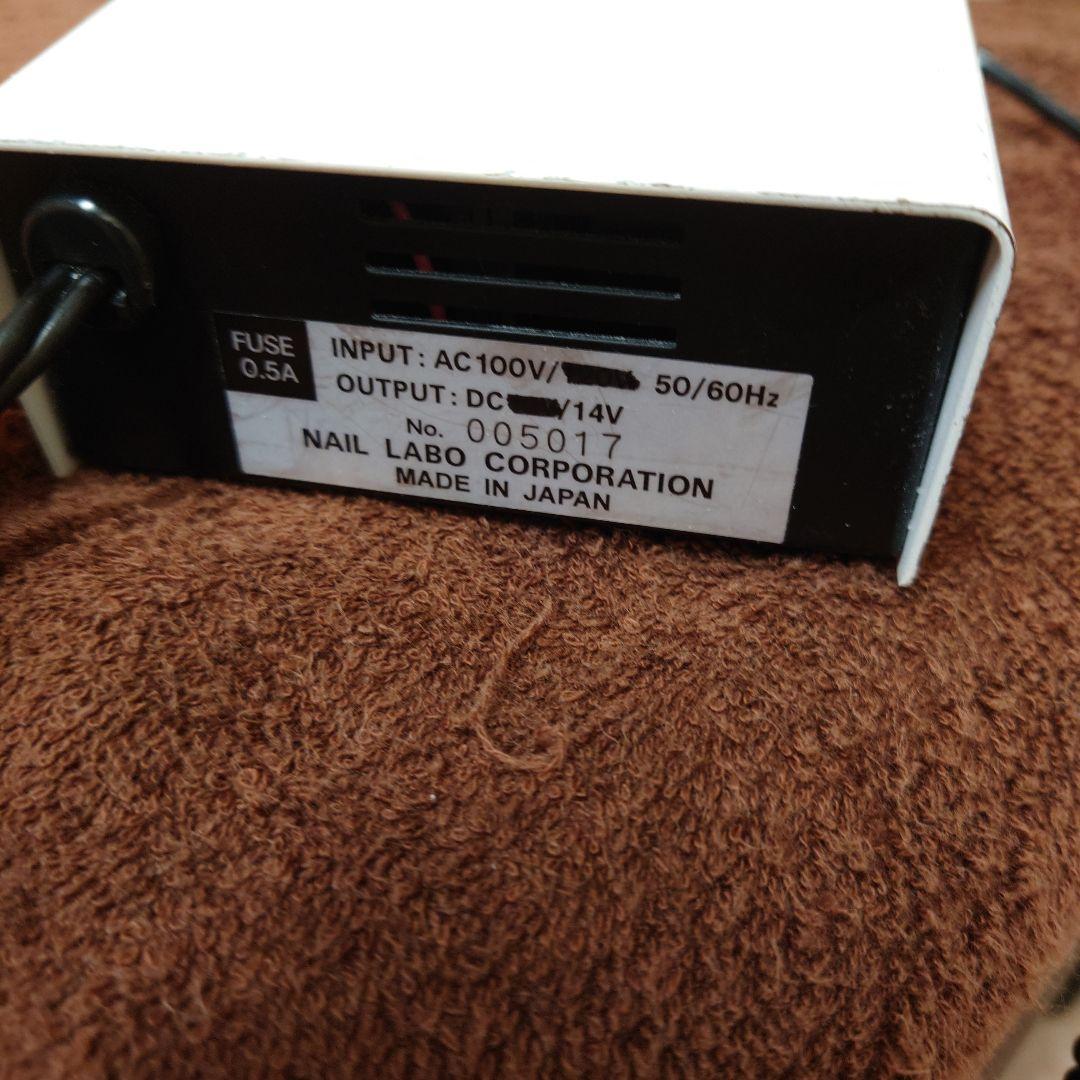 FUSE
0.5A
INPUT: AC100V/ 50/60Hz
OUTPUT: DC /14V
No. 005017
NAIL LABO CORPORATION
MADE IN JAPAN